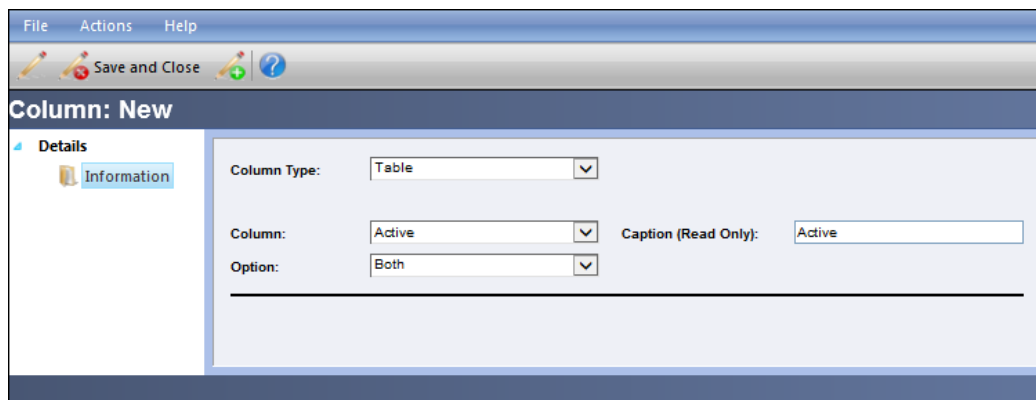 File Actions Help
Save and Close
Column: New
Details
Information
Column Type: Table
Column: Active Caption (Read Only): Active
Option: Both